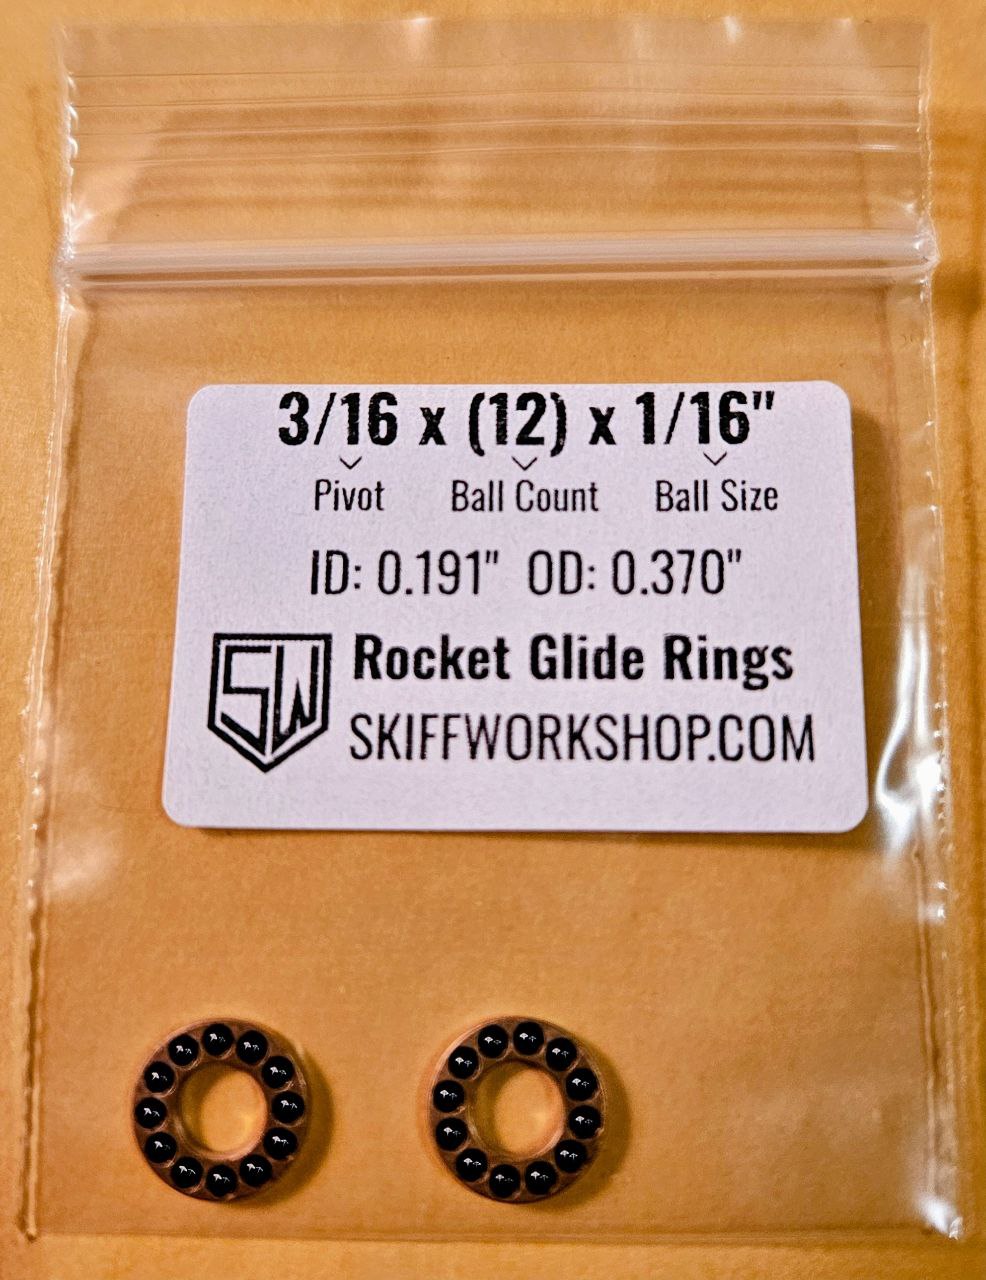 3/16 x (12) x 1/16"
Pivot Ball Count Ball Size
ID: 0.191" OD: 0.370"
SW Rocket Glide Rings
SKIFFWORKSHOP.COM